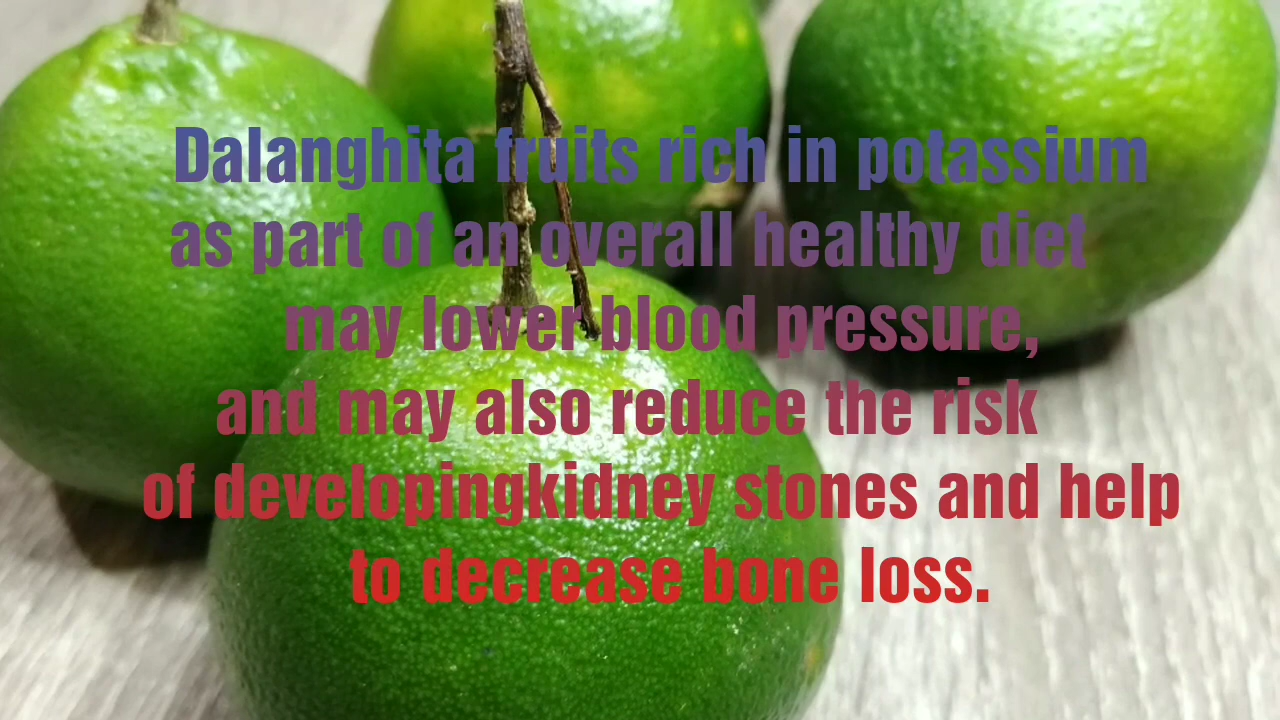 Dalanghita fruits rich in potassium
as part of an overall healthy diet
may lower blood pressure,
and may also reduce the risk
of developingkidney stones and help
to decrease bone loss.